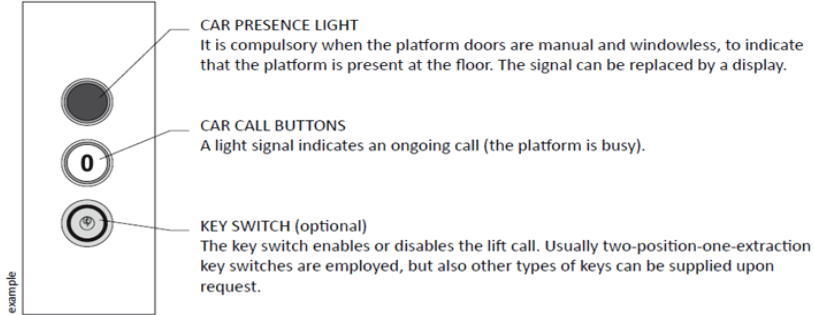 CAR PRESENCE LIGHT
It is compulsory when the platform doors are manual and windowless, to indicate
that the platform is present at the floor. The signal can be replaced by a display.
CAR CALL BUTTONS
A light signal indicates an ongoing call (the platform is busy).
0
KEY SWITCH (optional)
The key switch enables or disables the lift call. Usually two-position-one-extraction
key switches are employed, but also other types of keys can be supplied upon
request.
example